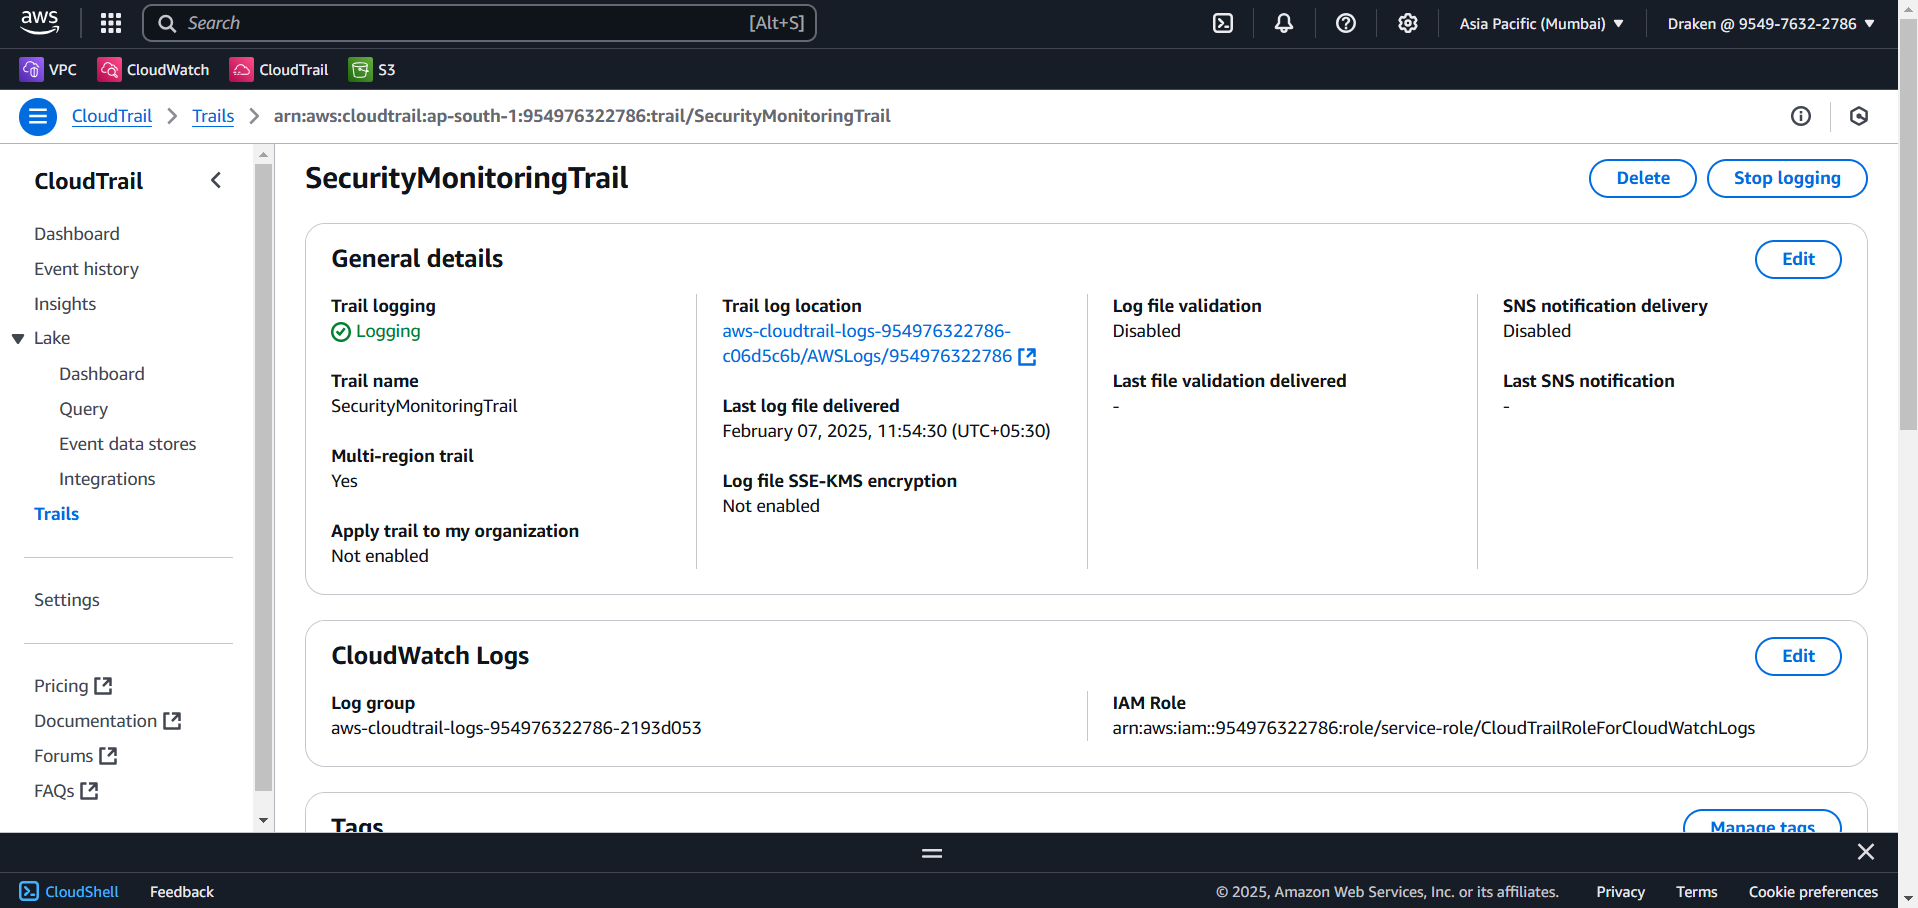 aws
Search [Alt+S]
Asia Pacific (Mumbai)
Draken @ 9549-7632-2786
VPC
CloudWatch
CloudTrail
S3
CloudTrail
Trails
arn:aws:cloudtrail:ap-south-1:954976322786:trail/SecurityMonitoringTrail
CloudTrail
Dashboard
Event history
Insights
Lake
Dashboard
Query
Event data stores
Integrations
Trails
Settings
Pricing
Documentation
Forums
FAQs
SecurityMonitoringTrail
Delete
Stop logging
General details
Edit
Trail logging
Logging
Trail name
SecurityMonitoringTrail
Multi-region trail
Yes
Apply trail to my organization
Not enabled
Trail log location
aws-cloudtrail-logs-954976322786-
c06d5c6b/AWSLogs/954976322786
Last log file delivered
February 07, 2025, 11:54:30 (UTC+05:30)
Log file SSE-KMS encryption
Not enabled
Log file validation
Disabled
Last file validation delivered
-
SNS notification delivery
Disabled
Last SNS notification
-
CloudWatch Logs
Edit
Log group
aws-cloudtrail-logs-954976322786-2193d053
IAM Role
arn:aws:iam::954976322786:role/service-role/CloudTrailRoleForCloudWatchLogs
Tags
Manage tags
CloudShell
Feedback
© 2025, Amazon Web Services, Inc. or its affiliates.
Privacy
Terms
Cookie preferences